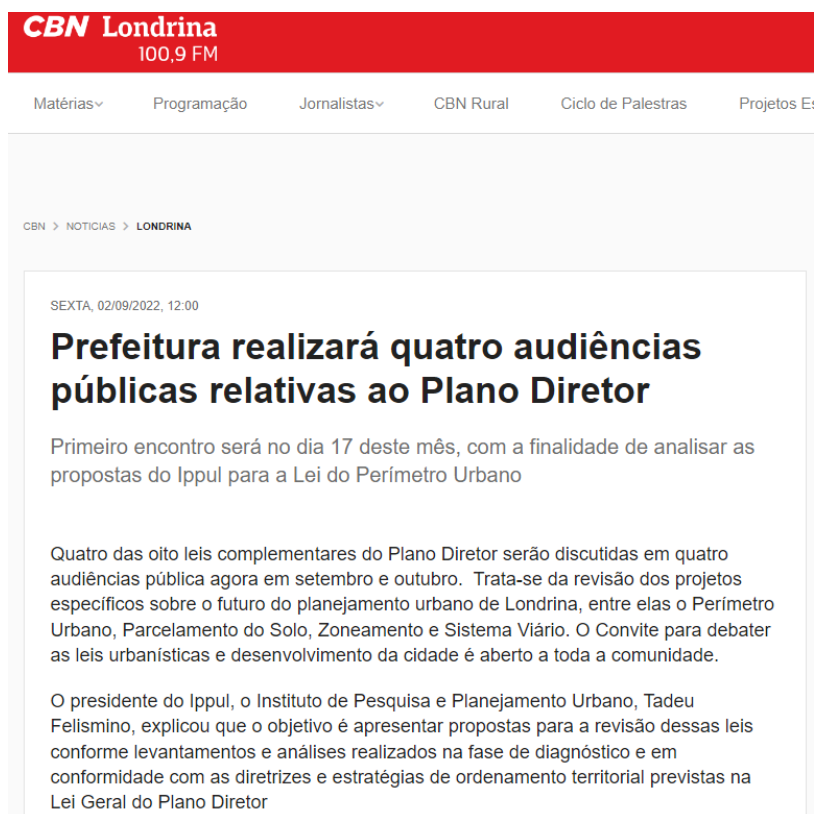 CBN Londrina
100,9 FM
Matérias Programação Jornalistas CBN Rural Ciclo de Palestras Projetos Es
CBN > NOTICIAS > LONDRINA
SEXTA, 02/09/2022, 12:00
Prefeitura realizará quatro audiências
públicas relativas ao Plano Diretor
Primeiro encontro será no dia 17 deste mês, com a finalidade de analisar as
propostas do Ippul para a Lei do Perímetro Urbano
Quatro das oito leis complementares do Plano Diretor serão discutidas em quatro
audiências pública agora em setembro e outubro.  Trata-se da revisão dos projetos
específicos sobre o futuro do planejamento urbano de Londrina, entre elas o Perímetro
Urbano, Parcelamento do Solo, Zoneamento e Sistema Viário. O Convite para debater
as leis urbanísticas e desenvolvimento da cidade é aberto a toda a comunidade.
O presidente do Ippul, o Instituto de Pesquisa e Planejamento Urbano, Tadeu
Felismino, explicou que o objetivo é apresentar propostas para a revisão dessas leis
conforme levantamentos e análises realizados na fase de diagnóstico e em
conformidade com as diretrizes e estratégias de ordenamento territorial previstas na
Lei Geral do Plano Diretor